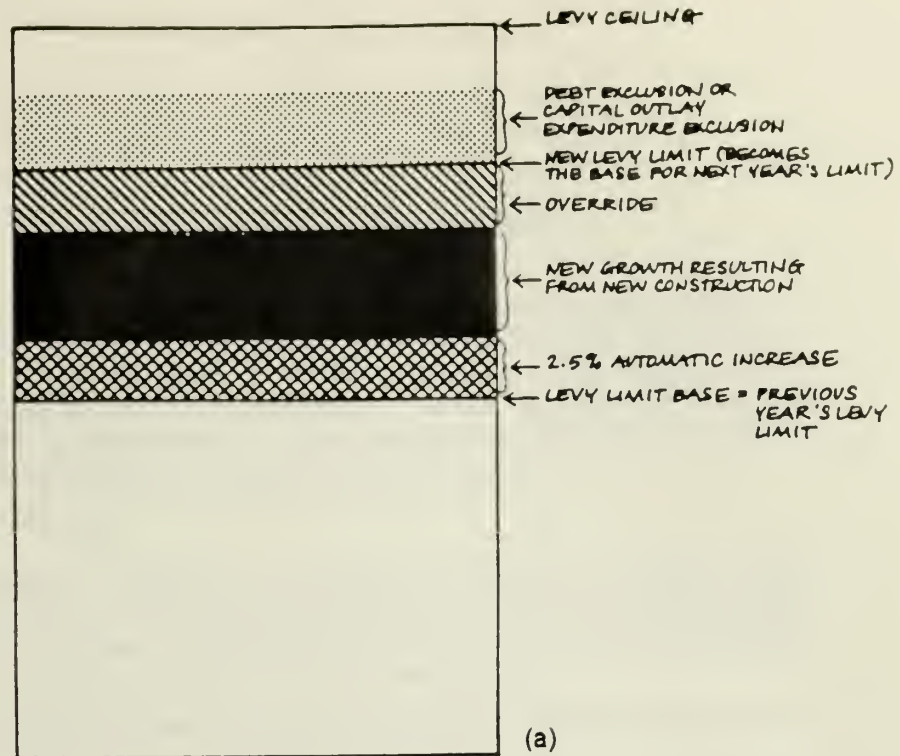 LEVY CEILING
DEBT EXCLUSION OR
CAPITAL OUTLAY
EXPENDITURE EXCLUSION
NEW LEVY LIMIT (BECOMES
THE BASE FOR NEXT YEAR'S LIMIT)
OVERRIDE
NEW GROWTH RESULTING
FROM NEW CONSTRUCTION
2.5% AUTOMATIC INCREASE
LEVY LIMIT BASE = PREVIOUS
YEAR'S LEVY
LIMIT
(a)